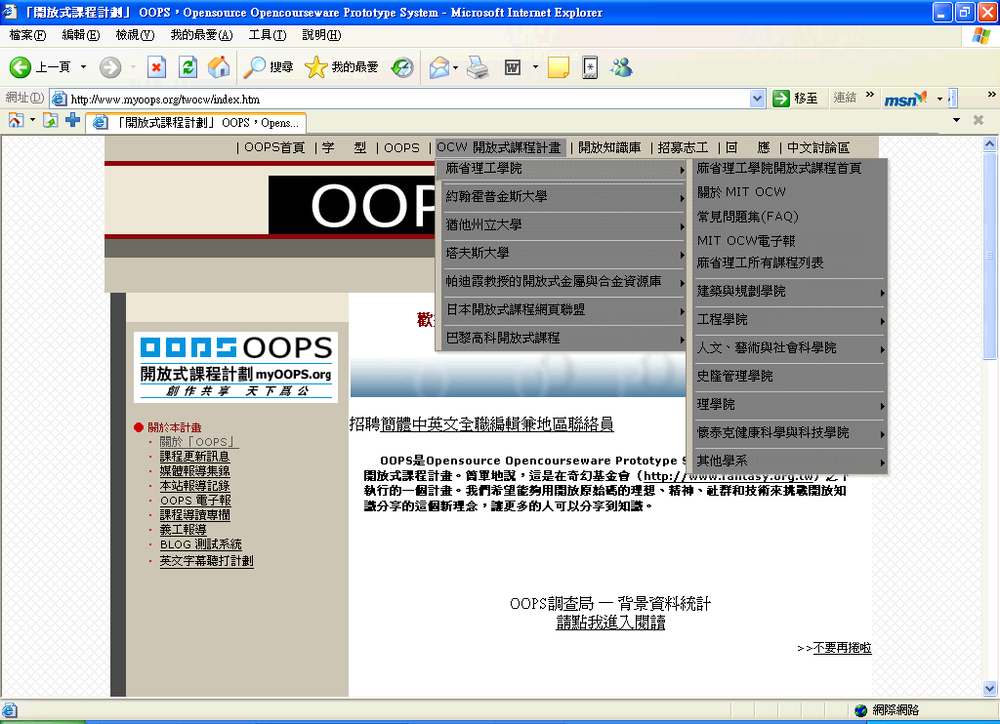 「開放式課程計劃」 OOPS，Opensource Opencourseware Prototype System - Microsoft Internet Explorer
檔案(F) 編輯(E) 檢視(V) 我的最愛(A) 工具(T) 說明(H)
上一頁 搜尋 我的最愛
網址(D) http://www.myoops.org/twocw/index.htm 移至 連結 » msn »
「開放式課程計劃」 OOPS，Opens...
| OOPS首頁 | 字 型 | OOPS | OCW 開放式課程計畫 | 開放知識庫 | 招募志工 | 回 應 | 中文討論區
麻省理工學院
約翰霍普金斯大學
猶他州立大學
塔夫斯大學
帕迪霞教授的開放式金屬與合金資源庫
日本開放式課程網頁聯盟
巴黎高科開放式課程
麻省理工學院開放式課程首頁
關於 MIT OCW
常見問題集(FAQ)
MIT OCW電子報
麻省理工所有課程列表
建築與規劃學院
工程學院
人文、藝術與社會科學院
史隆管理學院
理學院
懷泰克健康科學與科技學院
其他學系
OOP
歡
OOPS OOPS
開放式課程計劃 myOOPS.org
創作共享 天下爲公
關於本計畫
· 關於「OOPS」
· 課程更新訊息
· 媒體報導集錦
· 本站報導記錄
· OOPS 電子報
· 課程導讀專欄
· 義工報導
· BLOG 測試系統
· 英文字幕聽打計劃
招聘簡體中英文全職編輯兼地區聯絡員
OOPS是Opensource Opencourseware Prototype S
開放式課程計畫。簡單地說，這是在奇幻基金會（http://www.fantasy.org.tw）之下
執行的一個計畫。我們希望能夠用開放原始碼的理想、精神、社群和技術來挑戰開放知
識分享的這個新理念，讓更多的人可以分享到知識。
OOPS調查局 — 背景資料統計
請點我進入閱讀
>>不要再捲啦
網際網路